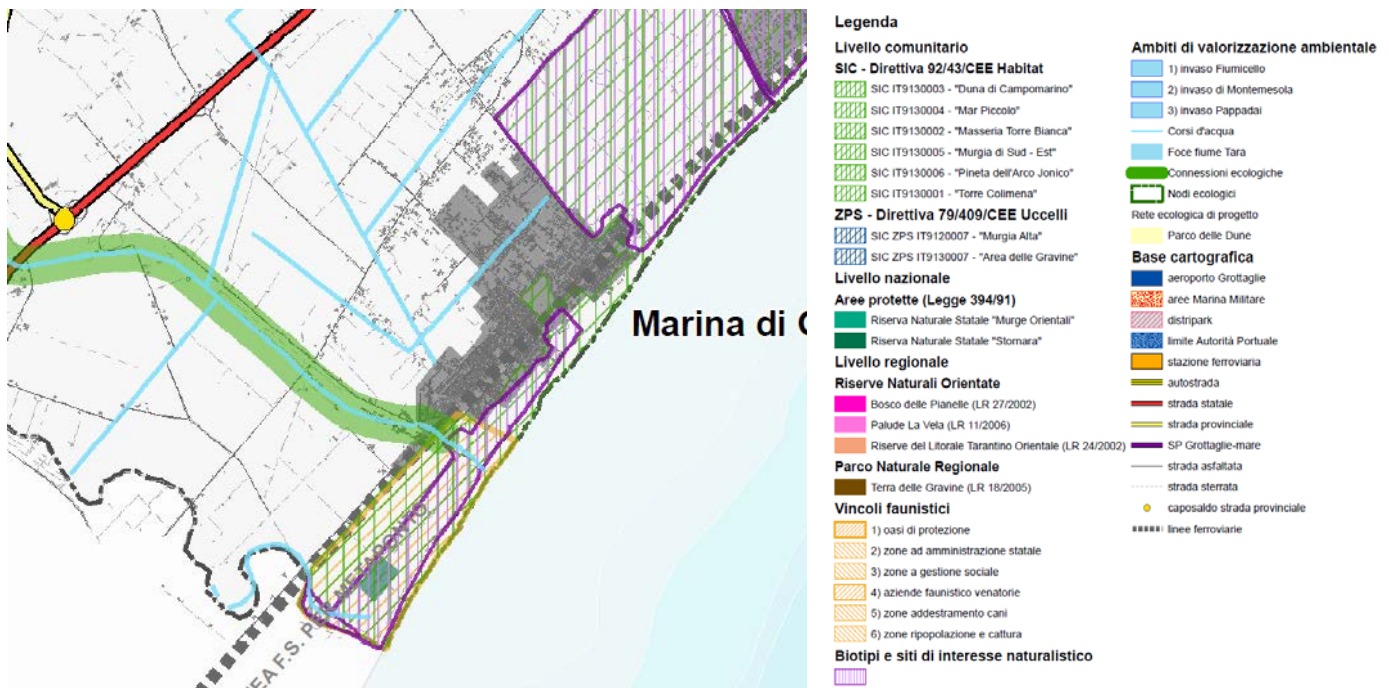 Marina di G
LINEA F.S. PER METAPONTO
Legenda
Livello comunitario
SIC - Direttiva 92/43/CEE Habitat
SIC IT9130003 - "Duna di Campomarino"
SIC IT9130004 - "Mar Piccolo"
SIC IT9130002 - "Masseria Torre Bianca"
SIC IT9130005 - "Murgia di Sud - Est"
SIC IT9130006 - "Pineta dell'Arco Jonico"
SIC IT9130001 - "Torre Colimena"
ZPS - Direttiva 79/409/CEE Uccelli
SIC ZPS IT9120007 - "Murgia Alta"
SIC ZPS IT9130007 - "Area delle Gravine"
Livello nazionale
Aree protette (Legge 394/91)
Riserva Naturale Statale "Murge Orientali"
Riserva Naturale Statale "Stornara"
Livello regionale
Riserve Naturali Orientate
Bosco delle Pianelle (LR 27/2002)
Palude La Vela (LR 11/2006)
Riserve del Litorale Tarantino Orientale (LR 24/2002)
Parco Naturale Regionale
Terra delle Gravine (LR 18/2005)
Vincoli faunistici
1) oasi di protezione
2) zone ad amministrazione statale
3) zone a gestione sociale
4) aziende faunistico venatorie
5) zone addestramento cani
6) zone ripopolazione e cattura
Biotipi e siti di interesse naturalistico
Ambiti di valorizzazione ambientale
1) invaso Fiumicello
2) invaso di Montemesola
3) invaso Pappadai
Corsi d'acqua
Foce fiume Tara
Connessioni ecologiche
Nodi ecologici
Rete ecologica di progetto
Parco delle Dune
Base cartografica
aeroporto Grottaglie
aree Marina Militare
distripark
limite Autorità Portuale
stazione ferroviaria
autostrada
strada statale
strada provinciale
SP Grottaglie-mare
strada asfaltata
strada sterrata
caposaldo strada provinciale
linee ferroviarie